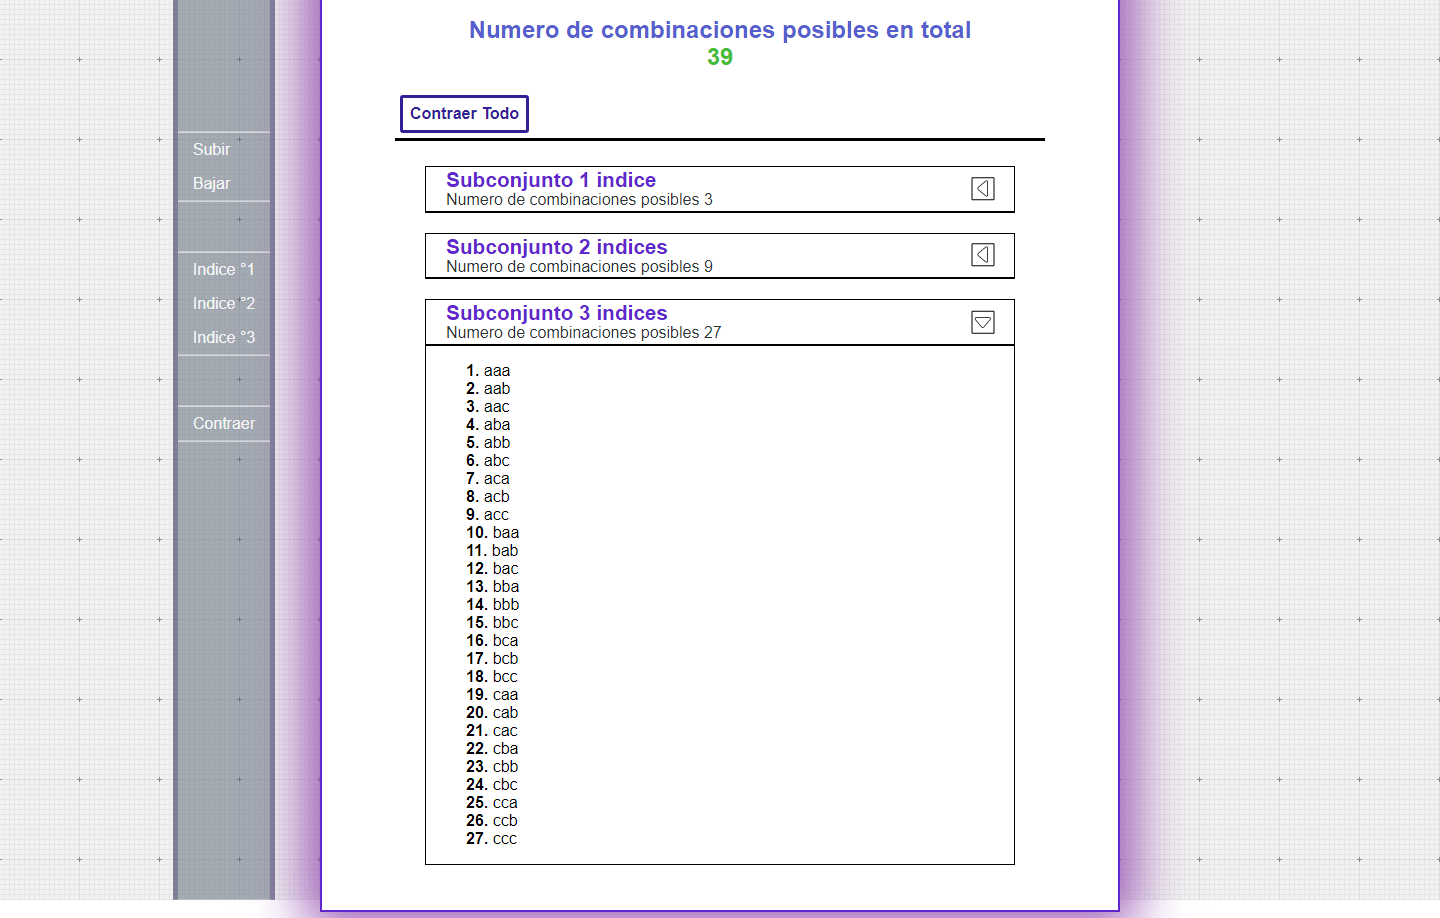 Numero de combinaciones posibles en total
39
Contraer Todo
Subir
Bajar
Indice °1
Indice °2
Indice °3
Contraer
Subconjunto 1 indice
Numero de combinaciones posibles 3
Subconjunto 2 indices
Numero de combinaciones posibles 9
Subconjunto 3 indices
Numero de combinaciones posibles 27
1. aaa
2. aab
3. aac
4. aba
5. abb
6. abc
7. aca
8. acb
9. acc
10. baa
11. bab
12. bac
13. bba
14. bbb
15. bbc
16. bca
17. bcb
18. bcc
19. caa
20. cab
21. cac
22. cba
23. cbb
24. cbc
25. cca
26. ccb
27. ccc